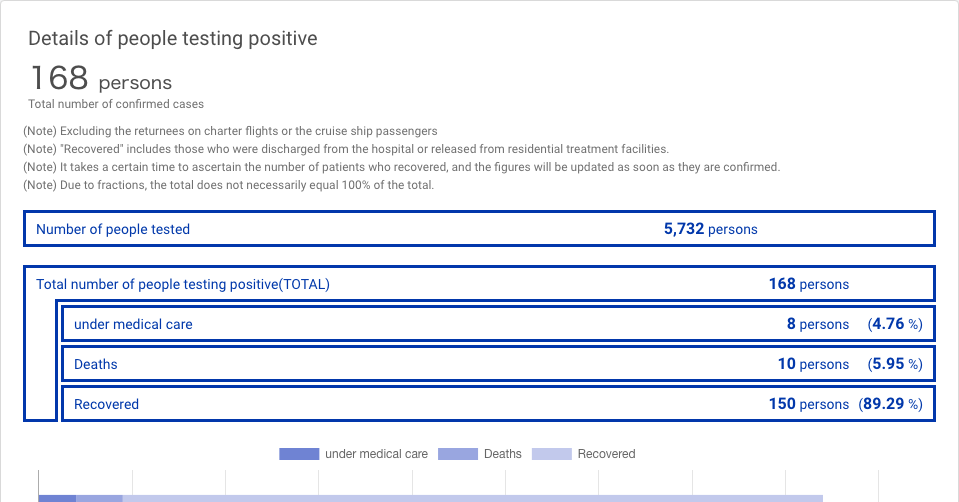 Details of people testing positive
168 persons
Total number of confirmed cases
(Note) Excluding the returnees on charter flights or the cruise ship passengers
(Note) "Recovered" includes those who were discharged from the hospital or released from residential treatment facilities.
(Note) It takes a certain time to ascertain the number of patients who recovered, and the figures will be updated as soon as they are confirmed.
(Note) Due to fractions, the total does not necessarily equal 100% of the total.
Number of people tested 5,732 persons
Total number of people testing positive(TOTAL) 168 persons
under medical care 8 persons (4.76 %)
Deaths 10 persons (5.95 %)
Recovered 150 persons (89.29 %)
under medical care Deaths Recovered